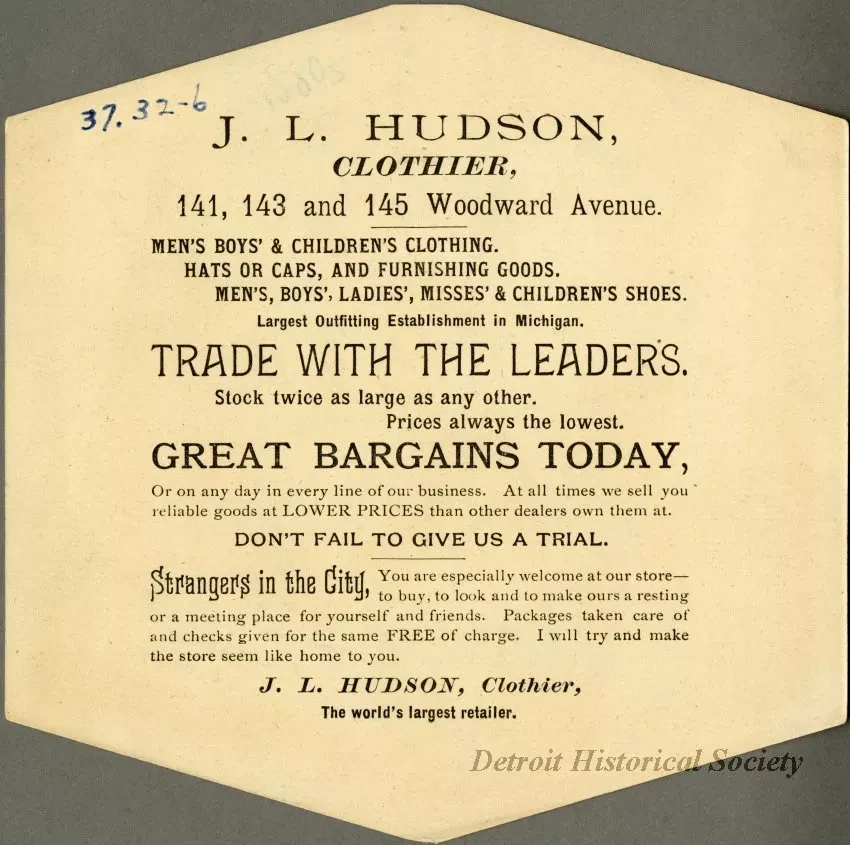 37.32-6
1880s
J. L. HUDSON,
CLOTHIER,
141, 143 and 145 Woodward Avenue.
MEN'S BOYS' & CHILDREN'S CLOTHING.
HATS OR CAPS, AND FURNISHING GOODS.
MEN'S, BOYS', LADIES', MISSES' & CHILDREN'S SHOES.
Largest Outfitting Establishment in Michigan.
TRADE WITH THE LEADERS.
Stock twice as large as any other.
Prices always the lowest.
GREAT BARGAINS TODAY,
Or on any day in every line of our business. At all times we sell you
reliable goods at LOWER PRICES than other dealers own them at.
DON'T FAIL TO GIVE US A TRIAL.
Strangers in the City, You are especially welcome at our store—
to buy, to look and to make ours a resting
or a meeting place for yourself and friends. Packages taken care of
and checks given for the same FREE of charge. I will try and make
the store seem like home to you.
J. L. HUDSON, Clothier,
The world's largest retailer.
Detroit Historical Society